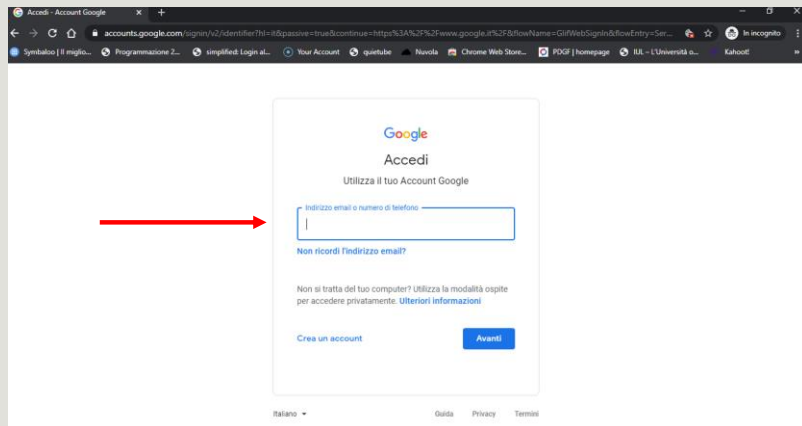 Accedi - Account Google
accounts.google.com/signin/v2/identifier?hl=it&passive=true&continue=https%3A%2F%2Fwww.google.it%2F&flowName=GlifWebSignIn&flowEntry=Ser...
In incognito
Symbaloo | Il miglio...
Programmazione 2...
simplified: Login al...
Your Account
quietube
Nuvola
Chrome Web Store...
PDGF | homepage
IUL – L'Università o...
Kahoot!
»
Google
Accedi
Utilizza il tuo Account Google
Indirizzo email o numero di telefono
Non ricordi l'indirizzo email?
Non si tratta del tuo computer? Utilizza la modalità ospite
per accedere privatamente. Ulteriori informazioni
Crea un account
Avanti
Italiano
Guida
Privacy
Termini